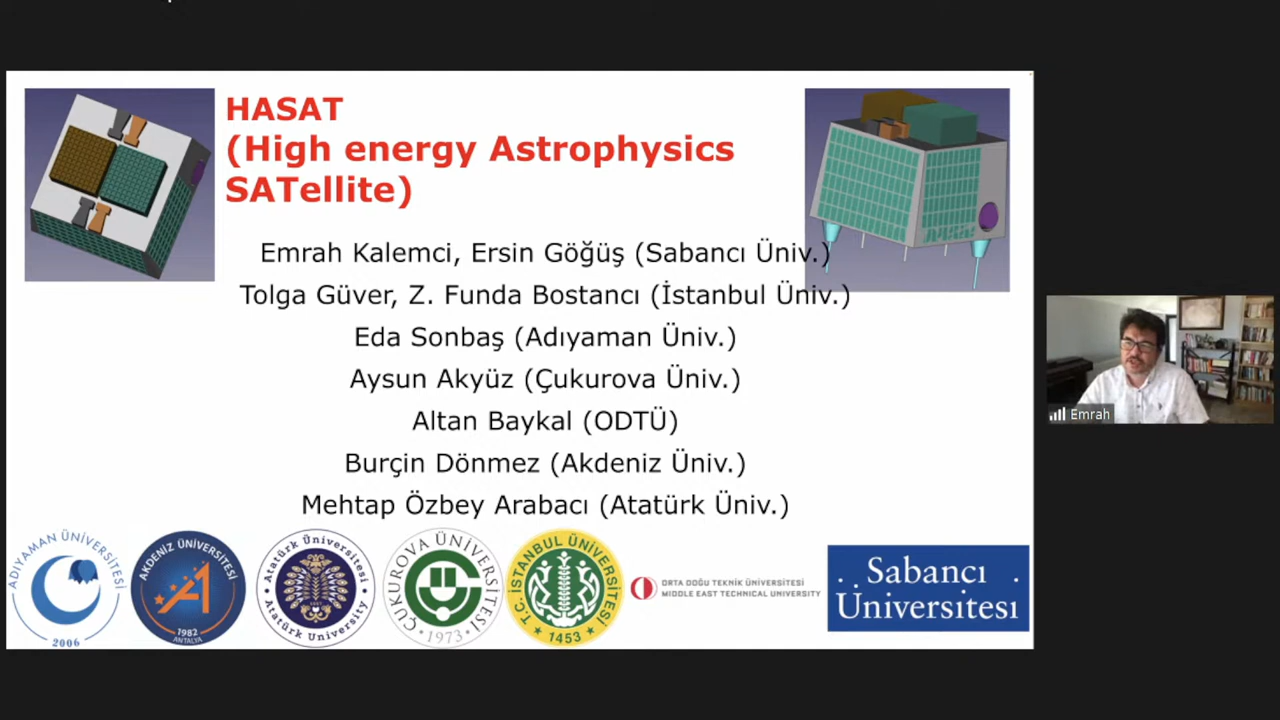 HASAT
(High energy Astrophysics
SATellite)
Emrah Kalemci, Ersin Göğüş (Sabancı Üniv.)
Tolga Güver, Z. Funda Bostancı (İstanbul Üniv.)
Eda Sonbaş (Adıyaman Üniv.)
Aysun Akyüz (Çukurova Üniv.)
Altan Baykal (ODTÜ)
Burçin Dönmez (Akdeniz Üniv.)
Mehtap Özbey Arabacı (Atatürk Üniv.)
ADIYAMAN ÜNİVERSİTESİ
2006
AKDENİZ ÜNİVERSİTESİ
1982
ANTALYA
Atatürk Üniversitesi
Atatürk University
ÇUKUROVA ÜNİVERSİTESİ
1973
T.C. İSTANBUL ÜNİVERSİTESİ
1453
ORTA DOĞU TEKNİK ÜNİVERSİTESİ
MIDDLE EAST TECHNICAL UNIVERSITY
Sabancı
Üniversitesi
Emrah